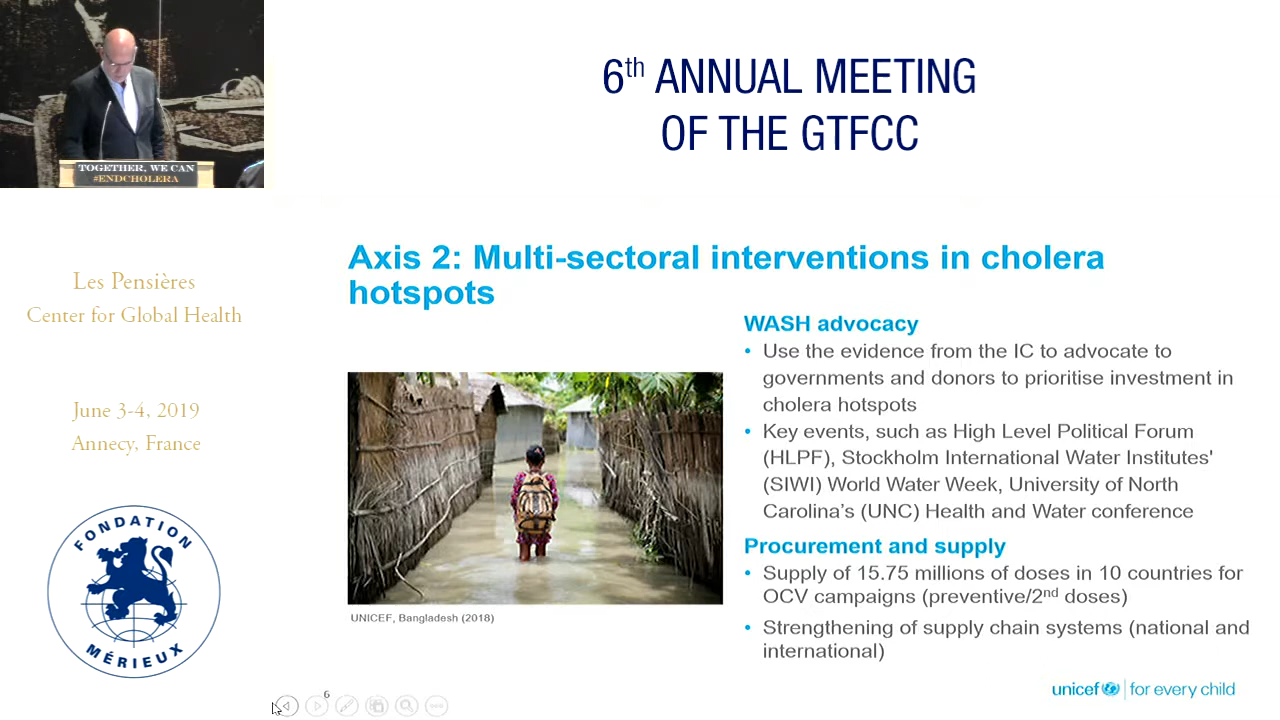 TOGETHER, WE CAN
#ENDCHOLERA
6th ANNUAL MEETING
OF THE GTFCC
Les Pensières
Center for Global Health
June 3-4, 2019
Annecy, France
FONDATION
MÉRIEUX
Axis 2: Multi-sectoral interventions in cholera
hotspots
UNICEF, Bangladesh (2018)
WASH advocacy
• Use the evidence from the IC to advocate to
governments and donors to prioritise investment in
cholera hotspots
• Key events, such as High Level Political Forum
(HLPF), Stockholm International Water Institutes'
(SIWI) World Water Week, University of North
Carolina’s (UNC) Health and Water conference
Procurement and supply
• Supply of 15.75 millions of doses in 10 countries for
OCV campaigns (preventive/2nd doses)
• Strengthening of supply chain systems (national and
international)
unicef | for every child
6